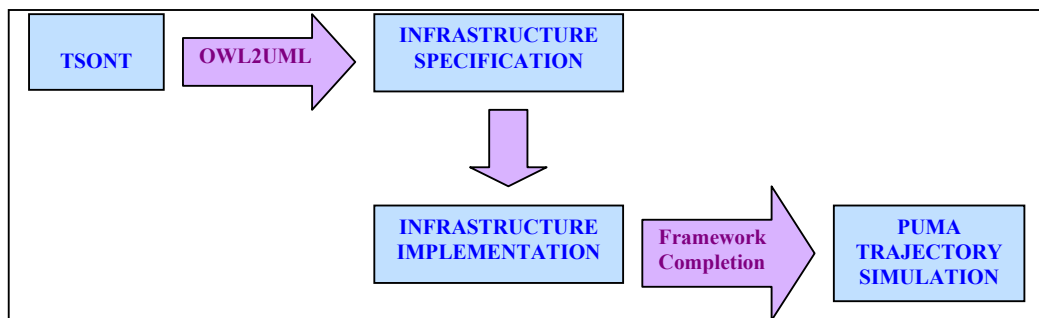 TSONT
OWL2UML
INFRASTRUCTURE
SPECIFICATION
INFRASTRUCTURE
IMPLEMENTATION
Framework
Completion
PUMA
TRAJECTORY
SIMULATION